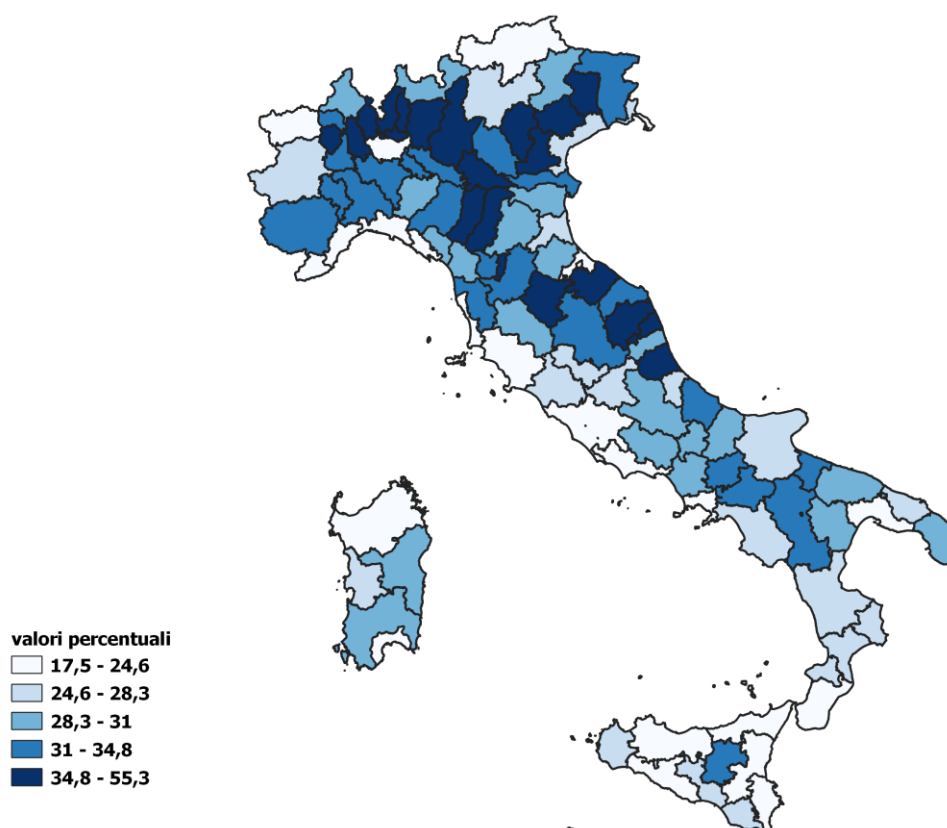 valori percentuali
17,5 - 24,6
24,6 - 28,3
28,3 - 31
31 - 34,8
34,8 - 55,3